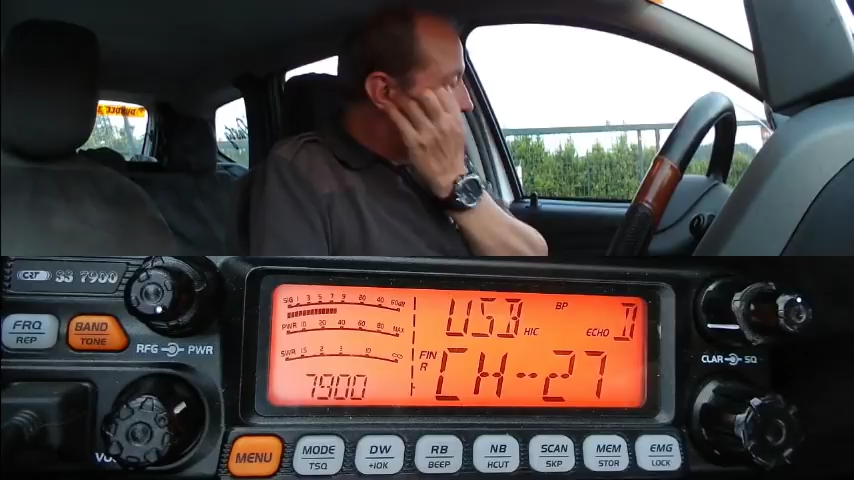 CRT SS 7900
FRQ REP
BAND TONE
RFG PWR
SIG 1 3 5 7 9 20 40 60dB
PWR 10 20 40 60 80 MAX
SWR 1 1.5 2 3 10 ∞
7900
USB BP
HIC ECHO D
FIN R CH-27
CLAR SQ
MENU
MODE TSQ
DW +10K
RB BEEP
NB HCUT
SCAN SKP
MEM STOR
EMG LOCK